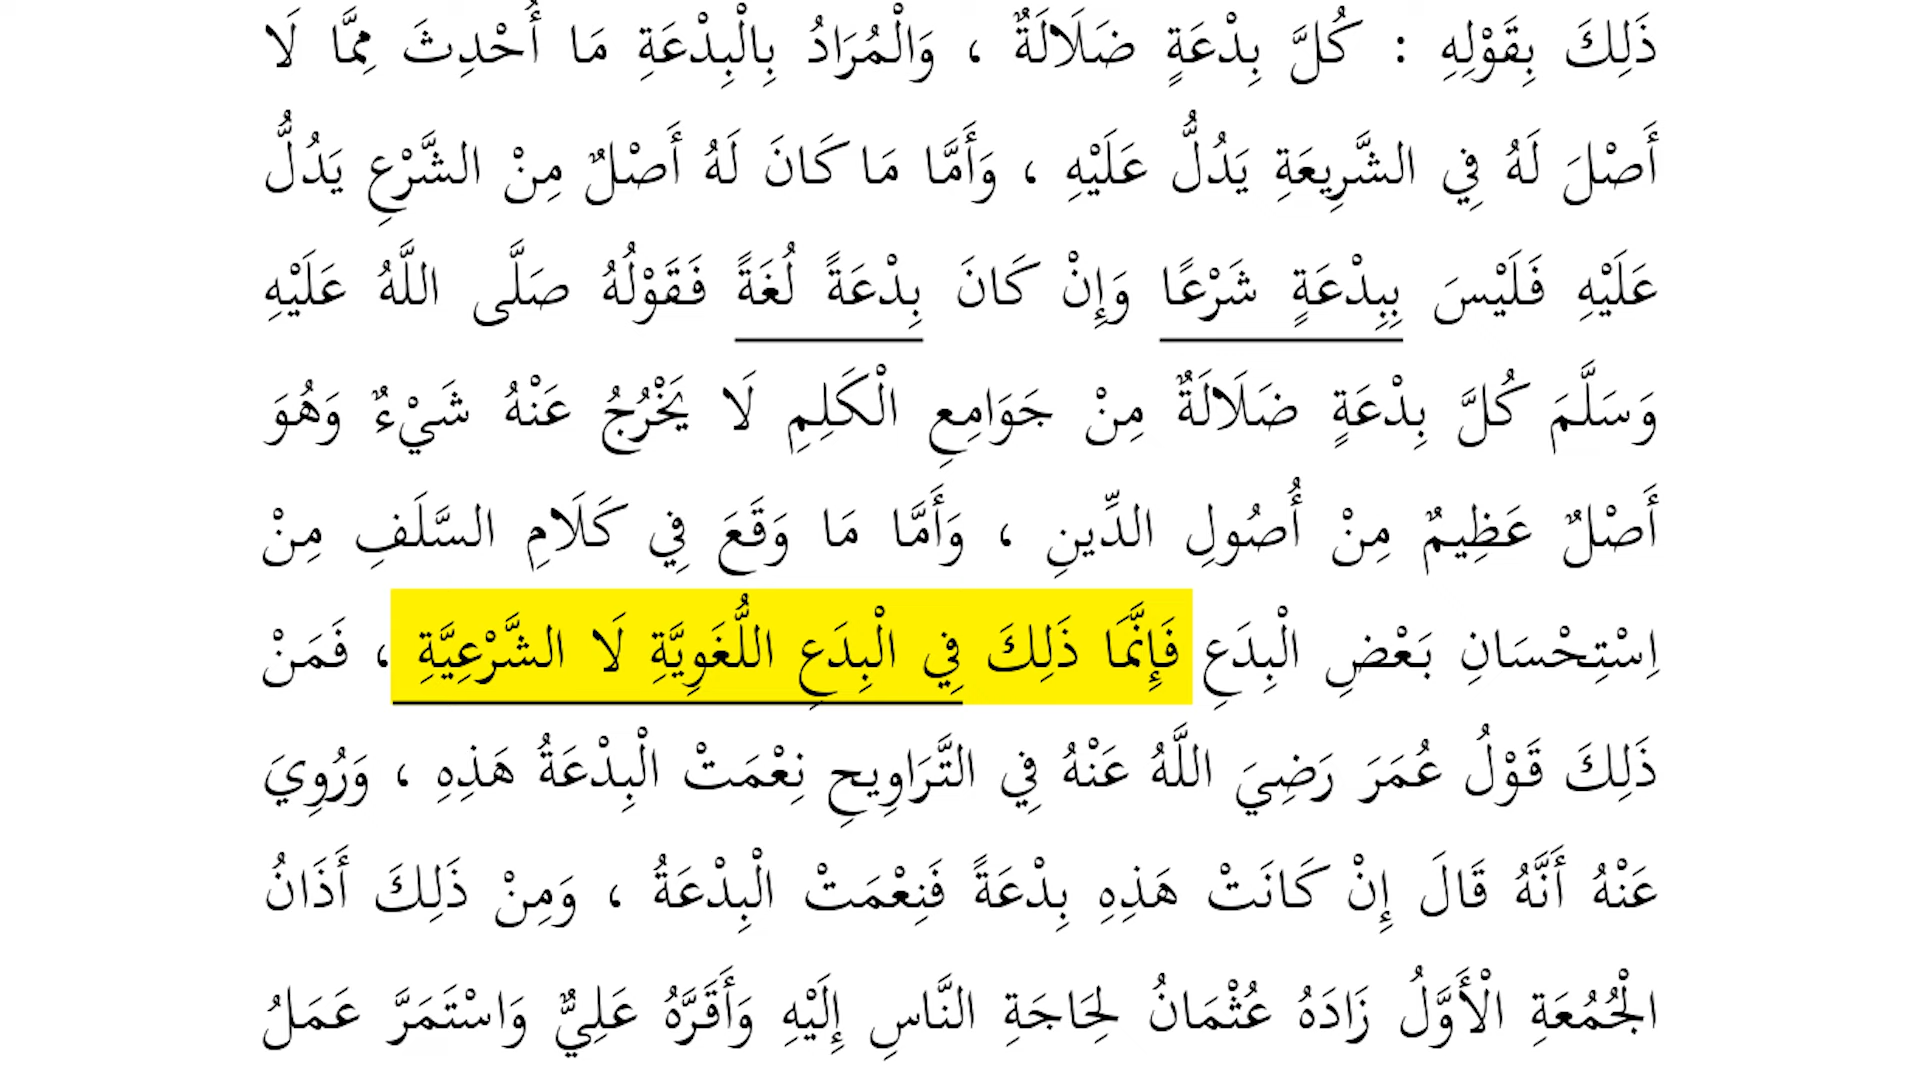 ذَلِكَ بِقَوْلِهِ : كُلَّ بِدْعَةٍ ضَلَالَةٌ ، وَالْمُرَادُ بِالْبِدْعَةِ مَا أُحْدِثَ مِمَّا لَا
أَصْلَ لَهُ فِي الشَّرِيعَةِ يَدُلُّ عَلَيْهِ ، وَأَمَّا مَا كَانَ لَهُ أَصْلٌ مِنْ الشَّرْعِ يَدُلُّ
عَلَيْهِ فَلَيْسَ بِبِدْعَةٍ شَرْعًا وَإِنْ كَانَ بِدْعَةً لُغَةً فَقَوْلُهُ صَلَّى اللَّهُ عَلَيْهِ
وَسَلَّمَ كُلَّ بِدْعَةٍ ضَلَالَةٌ مِنْ جَوَامِعِ الْكَلِمِ لَا يَخْرُجُ عَنْهُ شَيْءٌ وَهُوَ
أَصْلٌ عَظِيمٌ مِنْ أُصُولِ الدِّينِ ، وَأَمَّا مَا وَقَعَ فِي كَلَامِ السَّلَفِ مِنْ
اِسْتِحْسَانِ بَعْضِ الْبِدَعِ فَإِنَّمَا ذَلِكَ فِي الْبِدَعِ اللُّغَوِيَّةِ لَا الشَّرْعِيَّةِ ، فَمَنْ
ذَلِكَ قَوْلُ عُمَرَ رَضِيَ اللَّهُ عَنْهُ فِي التَّرَاوِيحِ نِعْمَتْ الْبِدْعَةُ هَذِهِ ، وَرُوِيَ
عَنْهُ أَنَّهُ قَالَ إِنْ كَانَتْ هَذِهِ بِدْعَةً فَنِعْمَتْ الْبِدْعَةُ ، وَمِنْ ذَلِكَ أَذَانُ
الْجُمُعَةِ الْأَوَّلُ زَادَهُ عُثْمَانُ لِحَاجَةِ النَّاسِ إِلَيْهِ وَأَقَرَّهُ عَلِيٌّ وَاسْتَمَرَّ عَمَلُ